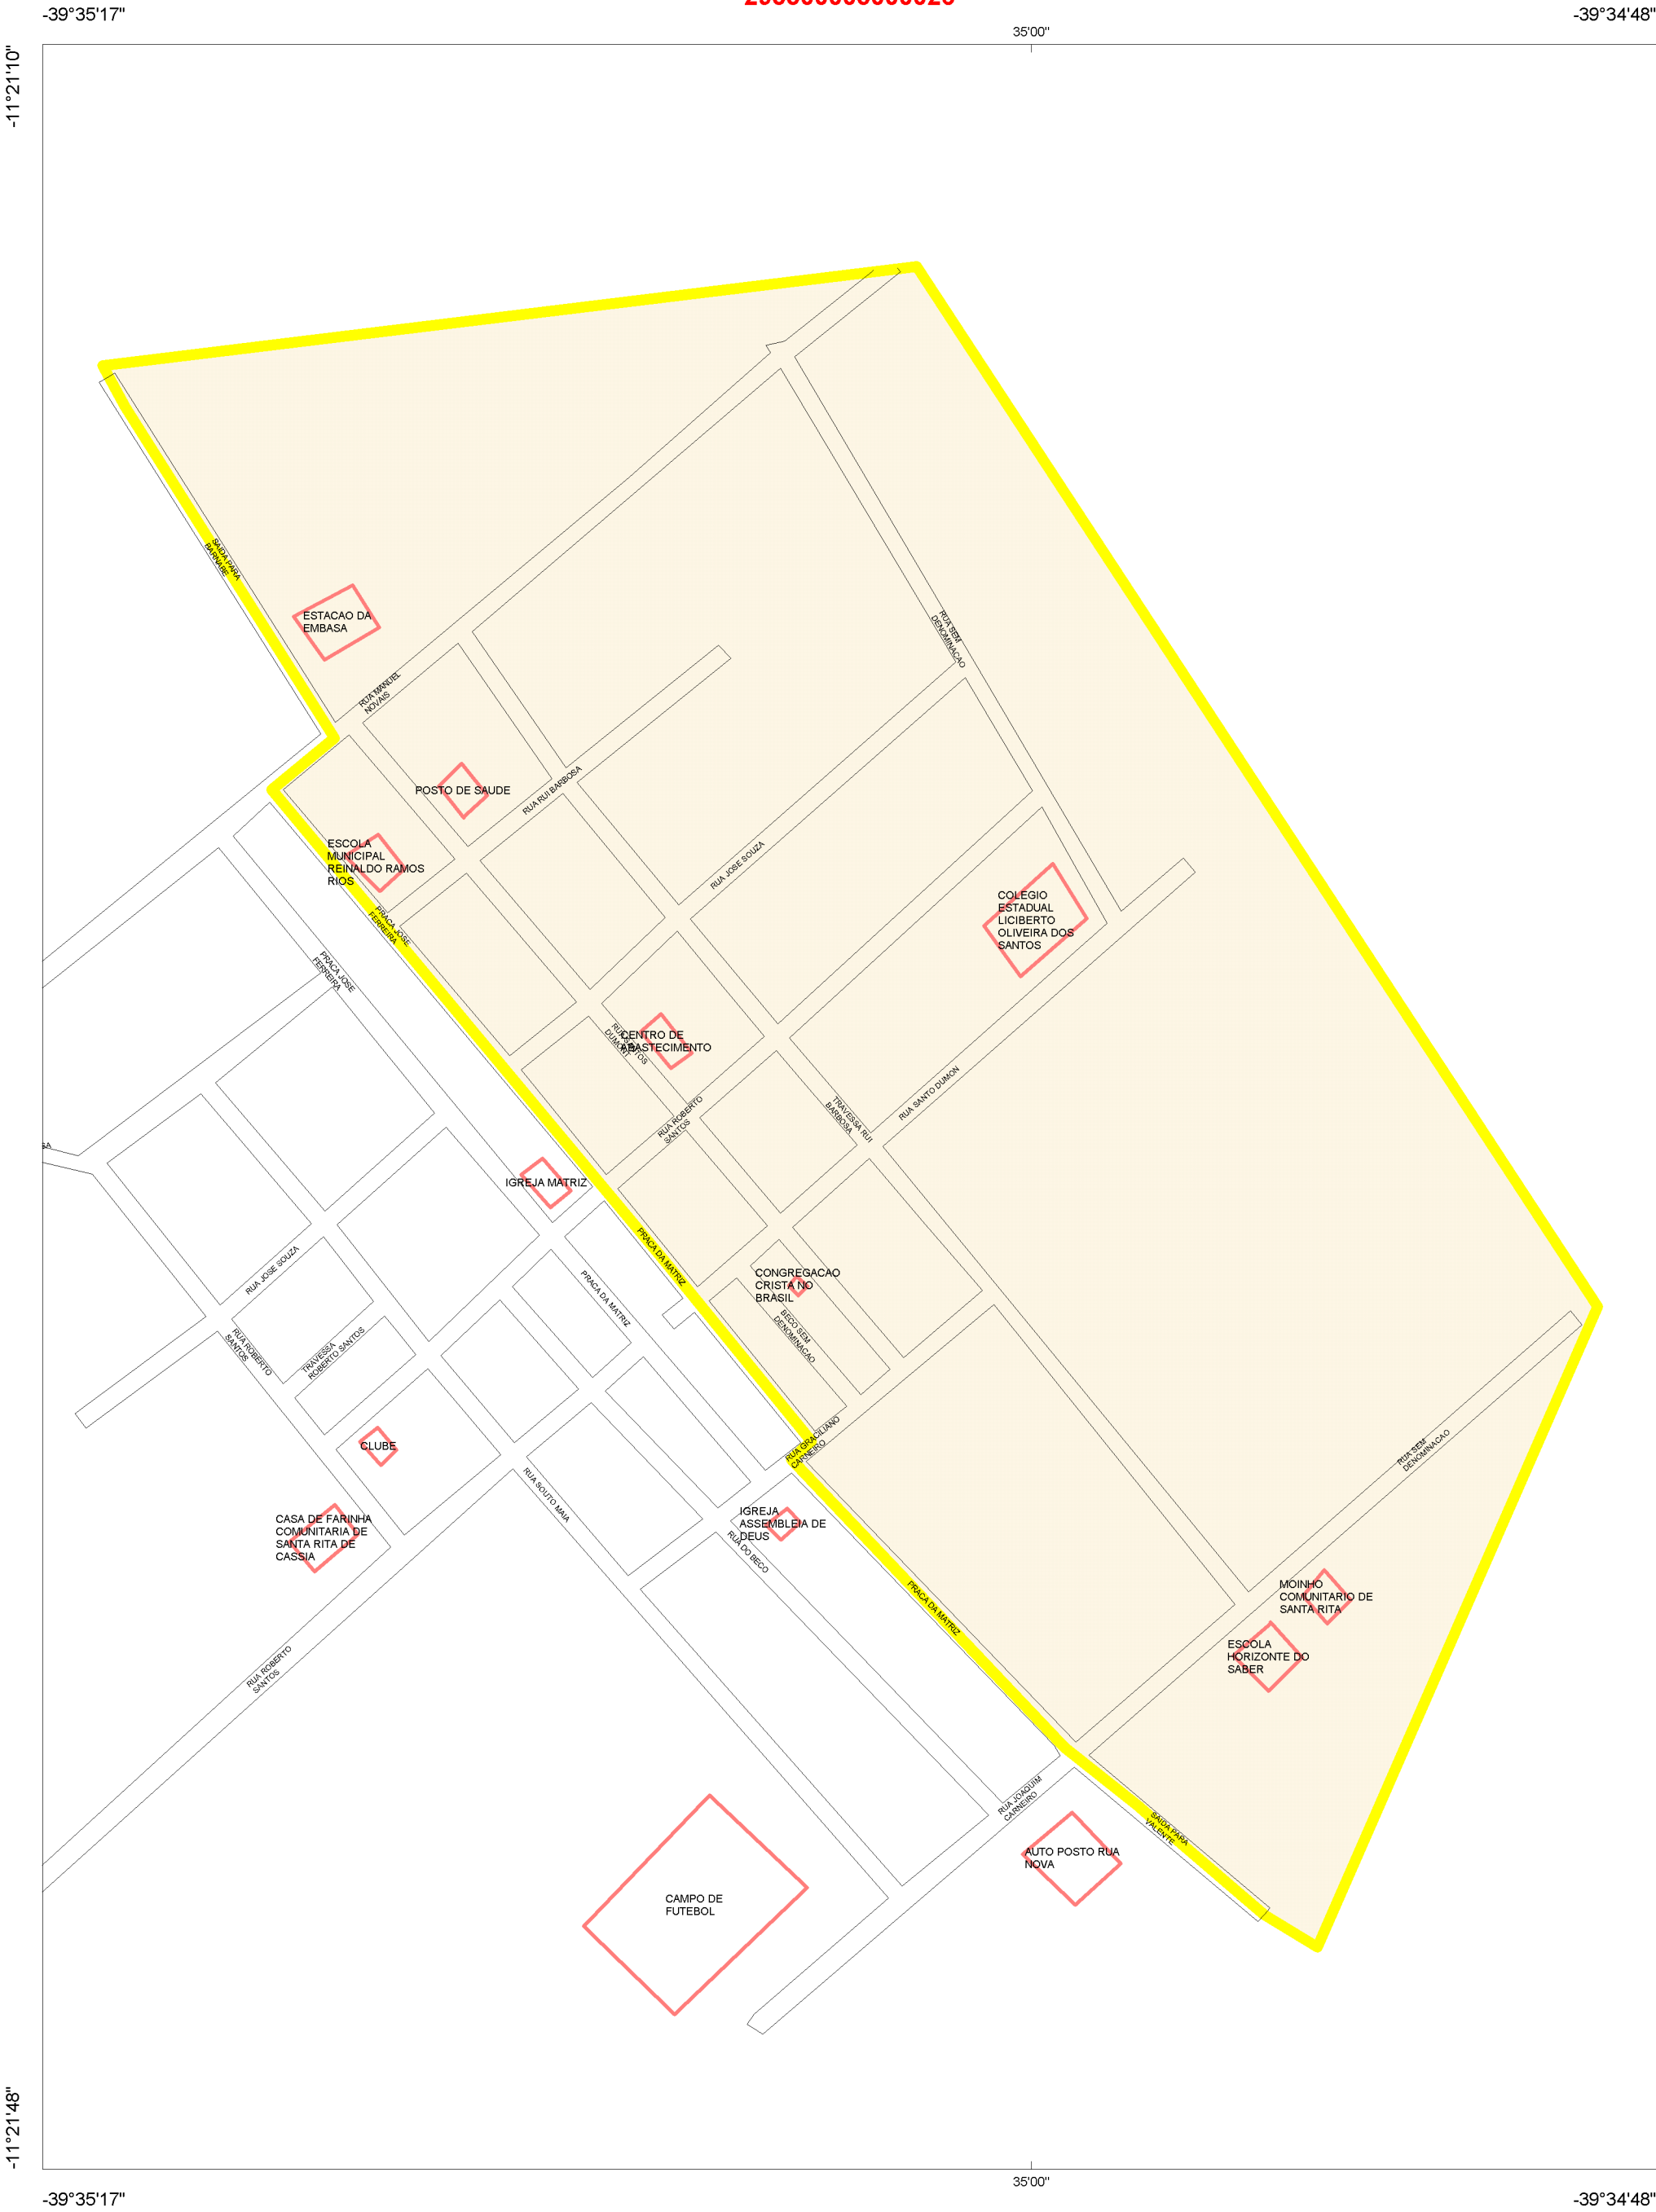 -39°35'17"
-39°34'48"
35'00"
-11°21'10"
SAIDA PARA
BARNABE
ESTACAO DA
EMBASA
RUA SEM
DENOMINACAO
RUA MANUEL
NOVAIS
POSTO DE SAUDE
RUA RUI BARBOSA
ESCOLA
MUNICIPAL
REINALDO RAMOS
RIOS
RUA JOSE SOUZA
COLEGIO
ESTADUAL
LICIBERTO
OLIVEIRA DOS
SANTOS
PRACA JOSE
FERREIRA
PRACA JOSE
FERREIRA
CENTRO DE
ABASTECIMENTO
RUA SANTOS
DUMONT
RUA SANTO DUMON
TRAVESSA RUI
BARBOSA
RUA ROBERTO
SANTOS
SA
IGREJA MATRIZ
PRACA DA MATRIZ
RUA JOSE SOUZA
PRACA DA MATRIZ
CONGREGACAO
CRISTA NO
BRASIL
BECO SEM
DENOMINACAO
RUA ROBERTO
SANTOS
TRAVESSA
ROBERTO SANTOS
CLUBE
RUA GRACILIANO
CARNEIRO
RUA SEM
DENOMINACAO
RUA SOUTO MAIA
CASA DE FARINHA
COMUNITARIA DE
SANTA RITA DE
CASSIA
IGREJA
ASSEMBLEIA DE
DEUS
RUA DO BECO
PRACA DA MATRIZ
MOINHO
COMUNITARIO DE
SANTA RITA
ESCOLA
HORIZONTE DO
SABER
RUA ROBERTO
SANTOS
RUA JOAQUIM
CARNEIRO
SAIDA PARA
VALENTE
AUTO POSTO RUA
NOVA
CAMPO DE
FUTEBOL
-11°21'48"
35'00"
-39°35'17"
-39°34'48"